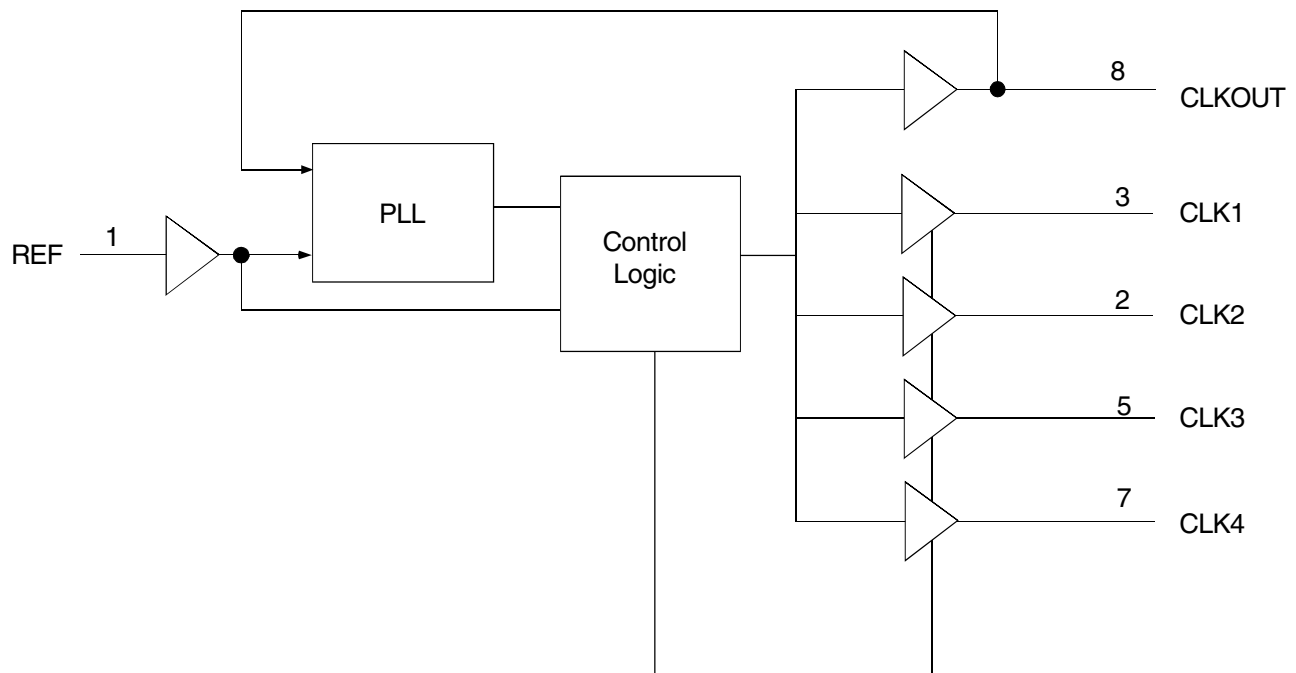 8
CLKOUT
PLL
3
CLK1
REF
1
Control
Logic
2
CLK2
5
CLK3
7
CLK4